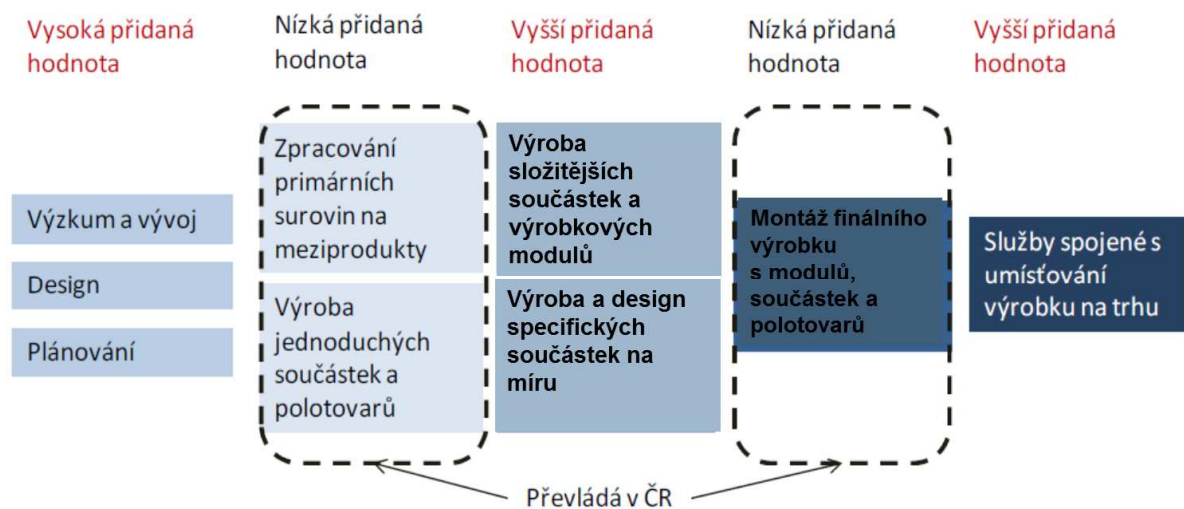 Vysoká přidaná
hodnota
Nízká přidaná
hodnota
Vyšší přidaná
hodnota
Nízká přidaná
hodnota
Vyšší přidaná
hodnota
Výzkum a vývoj
Design
Plánování
Zpracování
primárních
surovin na
meziprodukty
Výroba
jednoduchých
součástek a
polotovarů
Výroba
složitějších
součástek a
výrobkových
modulů
Výroba a design
specifických
součástek na
míru
Montáž finálního
výrobku
s modulů,
součástek a
polotovarů
Služby spojené s
umísťování
výrobku na trhu
Převládá v ČR